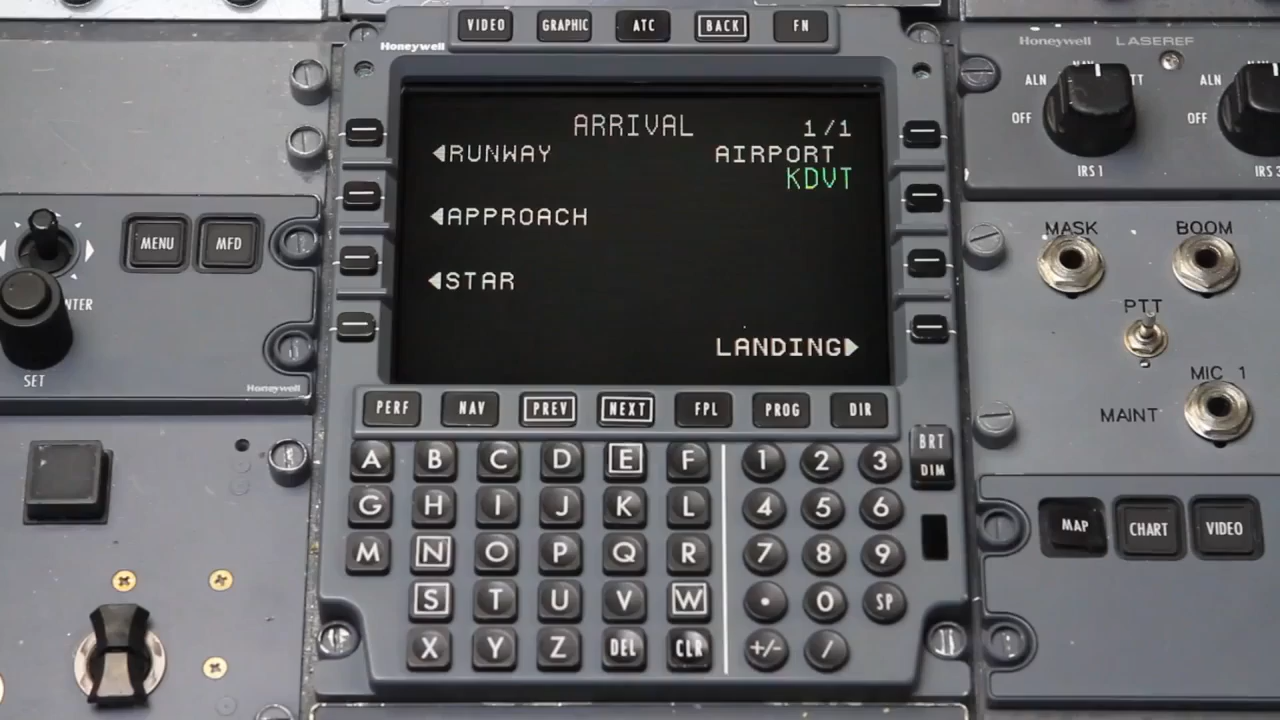 VIDEO GRAPHIC ATC BACK FN
Honeywell
Honeywell LASEREF
ALN ALN
OFF OFF
IRS 1 IRS 3
ARRIVAL 1/1
RUNWAY AIRPORT
KDVT
APPROACH
STAR
LANDING
MENU MFD
SET
Honeywell
MASK BOOM
PTT
MIC 1
MAINT
PERF NAV PREV NEXT FPL PROG DIR
BRT
DIM
A B C D E F 1 2 3
G H I J K L 4 5 6
M N O P Q R 7 8 9
S T U V W • 0 SP
X Y Z DEL CLR +/- /
MAP CHART VIDEO